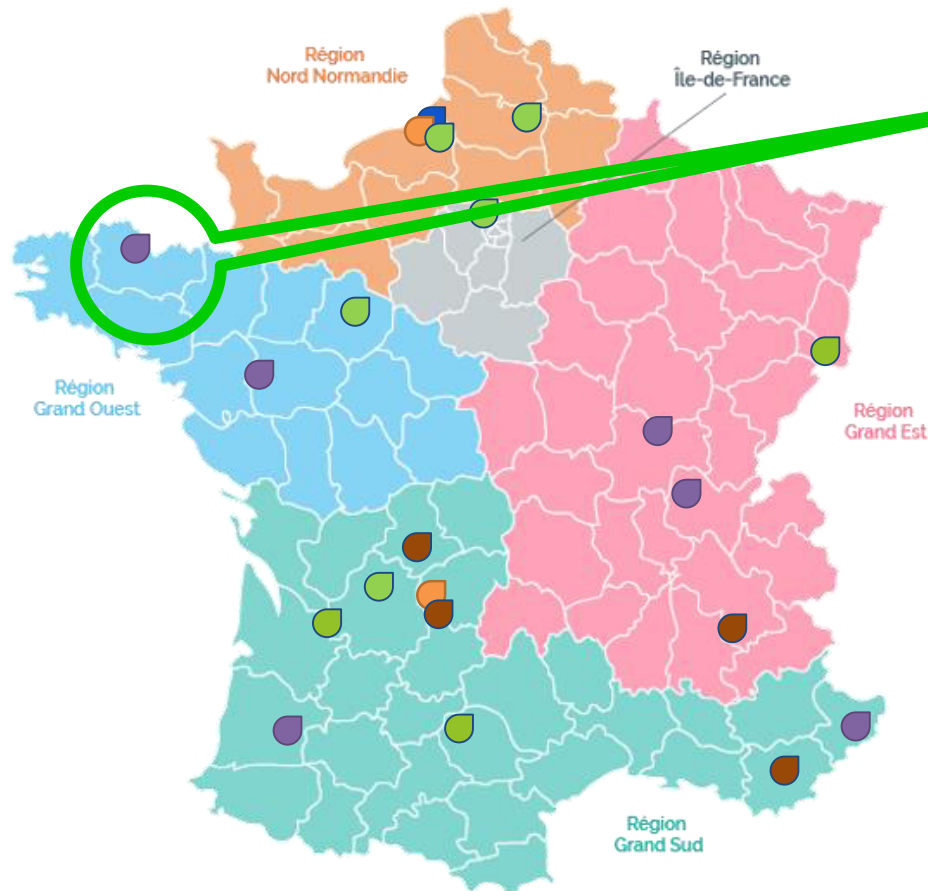 Région
Nord Normandie
Région
Île-de-France
Région
Grand Ouest
Région
Grand Est
Région
Grand Sud